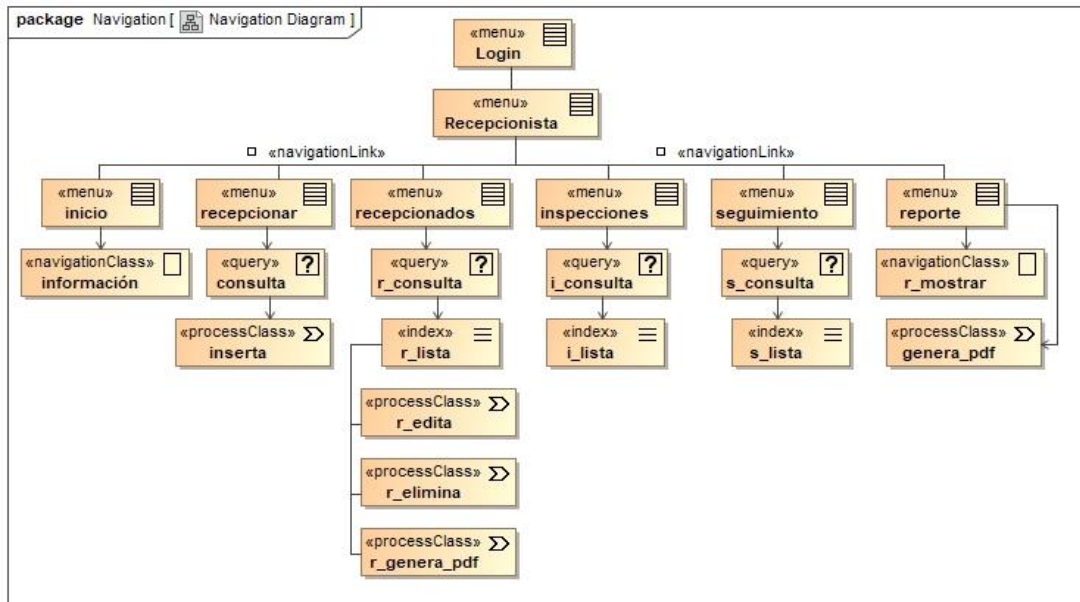 package Navigation [ Navigation Diagram ]
«menu»
Login
«menu»
Recepcionista
«navigationLink»
«navigationLink»
«menu»
inicio
«menu»
recepcionar
«menu»
recepcionados
«menu»
inspecciones
«menu»
seguimiento
«menu»
reporte
«navigationClass»
información
«query» ?
consulta
«query» ?
r_consulta
«query» ?
i_consulta
«query» ?
s_consulta
«navigationClass»
r_mostrar
«processClass»
inserta
«index»
r_lista
«index»
i_lista
«index»
s_lista
«processClass»
genera_pdf
«processClass»
r_edita
«processClass»
r_elimina
«processClass»
r_genera_pdf